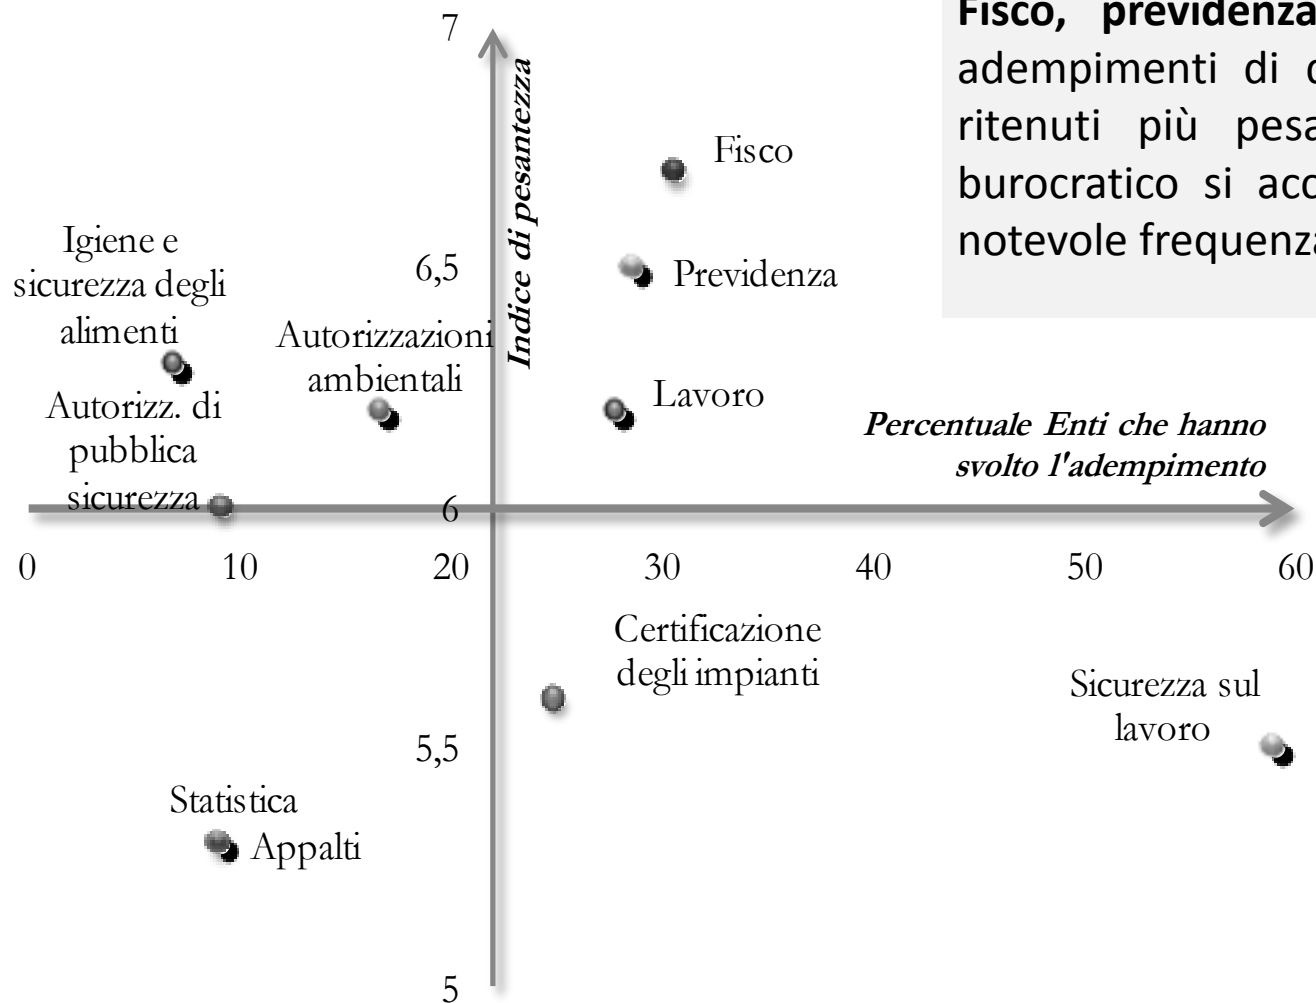 Fisco, previdenza
adempimenti di
ritenuti più
burocratico si
notevole frequenza
7
Indice di pesantezza
Fisco
Igiene e
sicurezza degli
alimenti
6,5
Previdenza
Autorizzazioni
ambientali
Lavoro
Autorizz. di
pubblica
sicurezza
Percentuale Enti che hanno
svolto l'adempimento
6
0 10 20 30 40 50 60
Certificazione
degli impianti
Sicurezza sul
lavoro
5,5
Statistica
Appalti
5